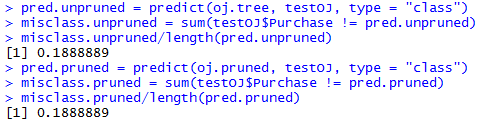 > pred.unpruned = predict(oj.tree, testOJ, type = "class")
> misclass.unpruned = sum(testOJ$Purchase != pred.unpruned)
> misclass.unpruned/length(pred.unpruned)
[1] 0.1888889
> pred.pruned = predict(oj.pruned, testOJ, type = "class")
> misclass.pruned = sum(testOJ$Purchase != pred.pruned)
> misclass.pruned/length(pred.pruned)
[1] 0.1888889